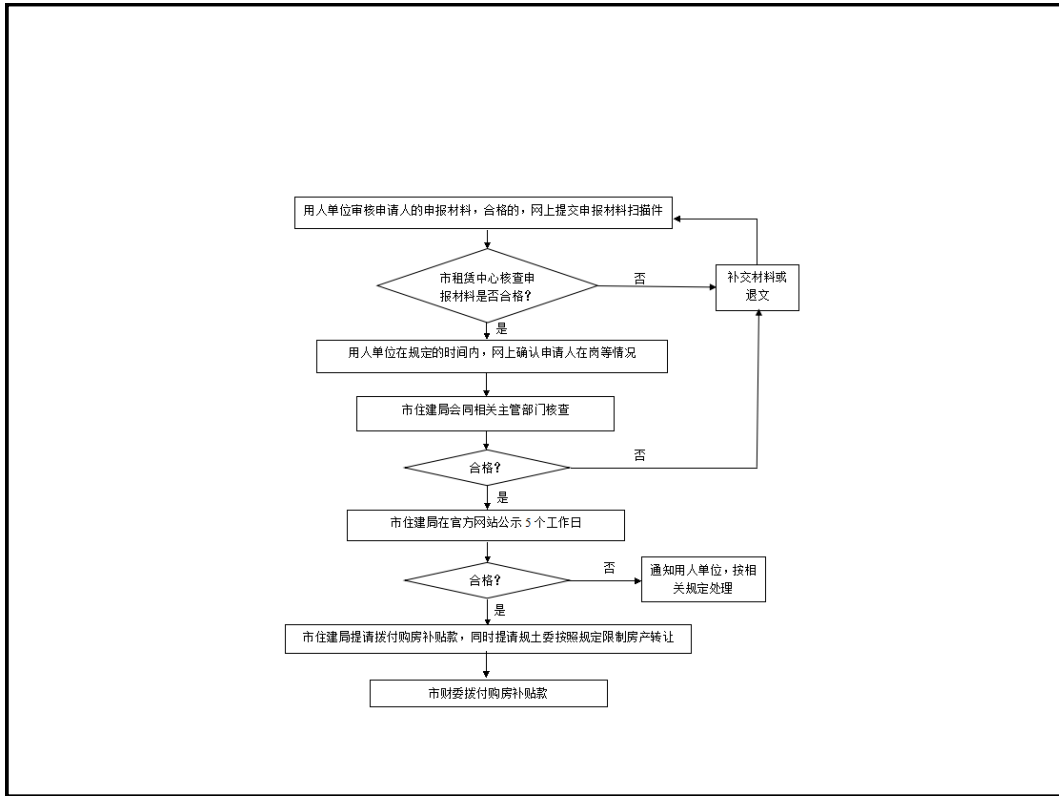 用人单位审核申请人的申报材料，合格的，网上提交申报材料扫描件
市租赁中心核查申
报材料是否合格？
否
补交材料或
退文
是
用人单位在规定的时间内，网上确认申请人在岗等情况
市住建局会同相关主管部门核查
合格？
否
是
市住建局在官方网站公示 5 个工作日
合格？
否
通知用人单位，按相
关规定处理
是
市住建局提请拨付购房补贴款，同时提请规土委按照规定限制房产转让
市财委拨付购房补贴款